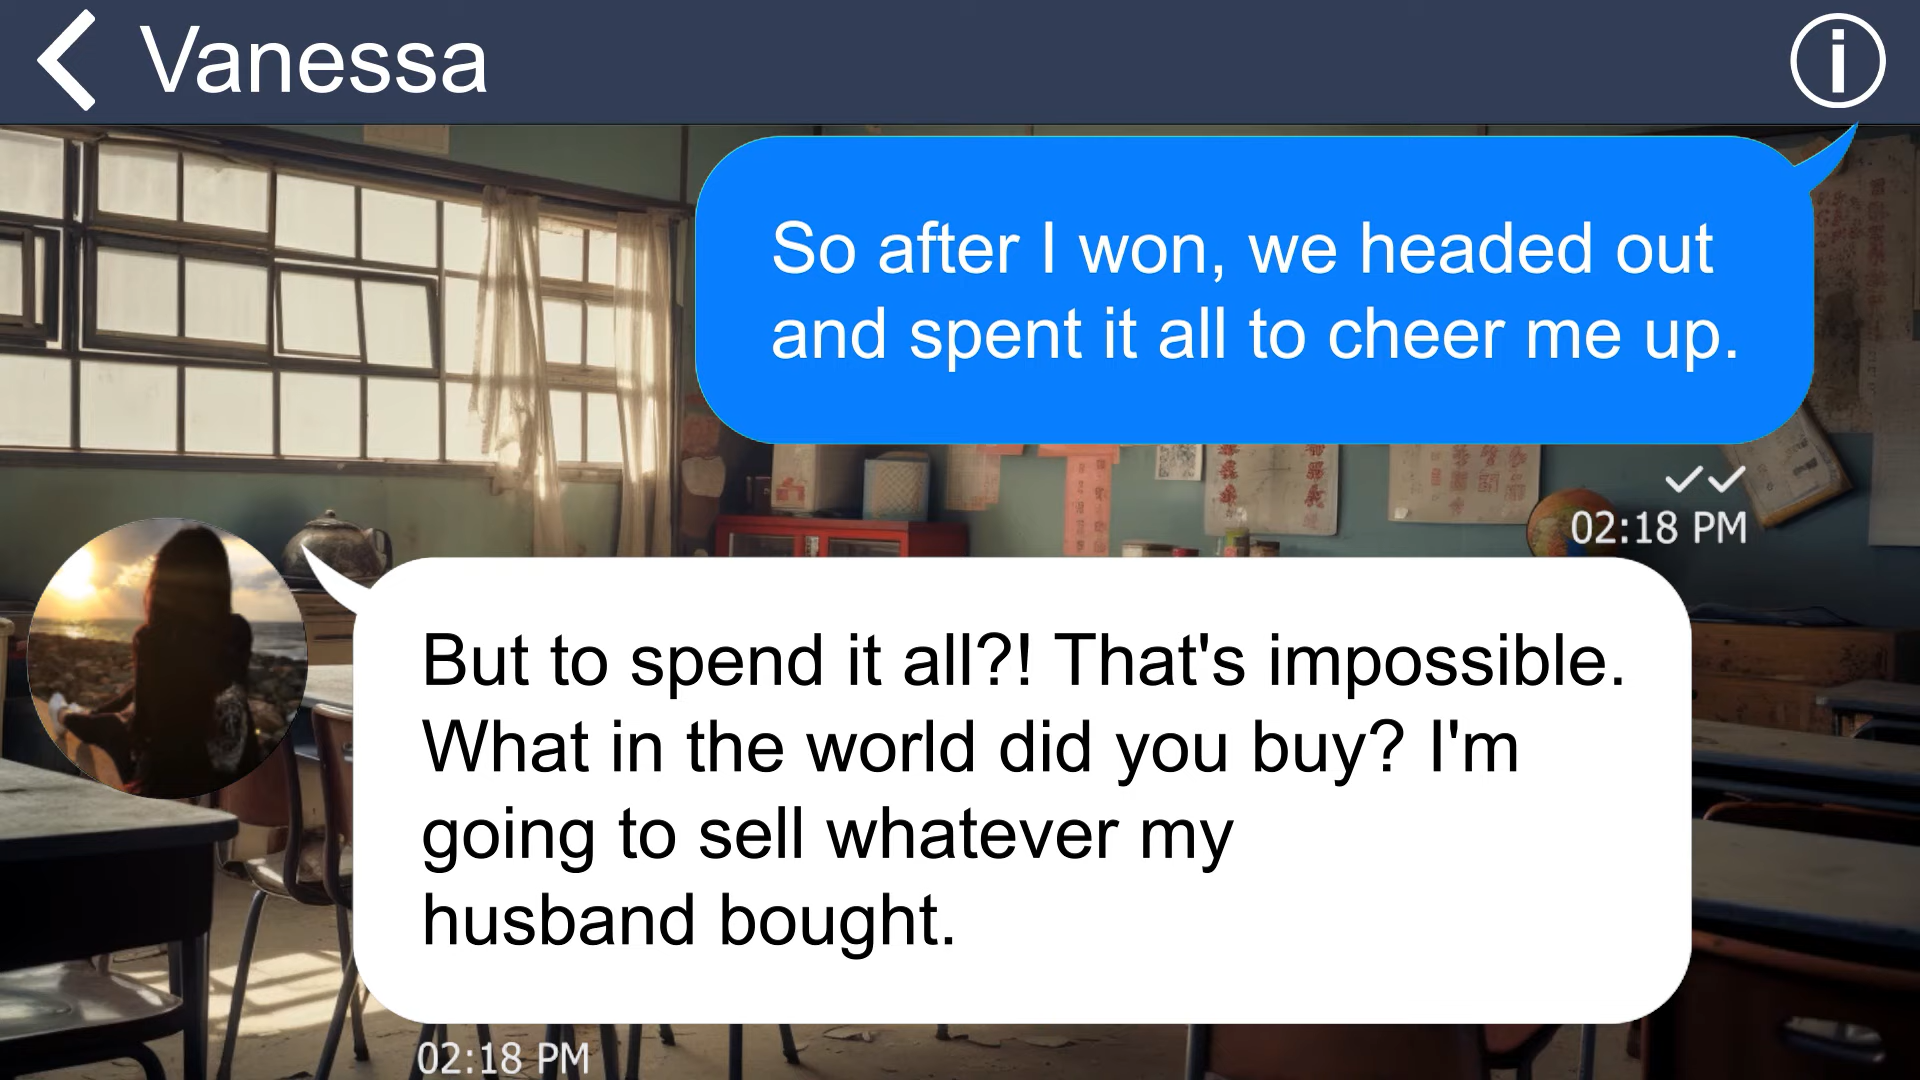 Vanessa
So after I won, we headed out
and spent it all to cheer me up.
02:18 PM
But to spend it all?! That's impossible.
What in the world did you buy? I'm
going to sell whatever my
husband bought.
02:18 PM